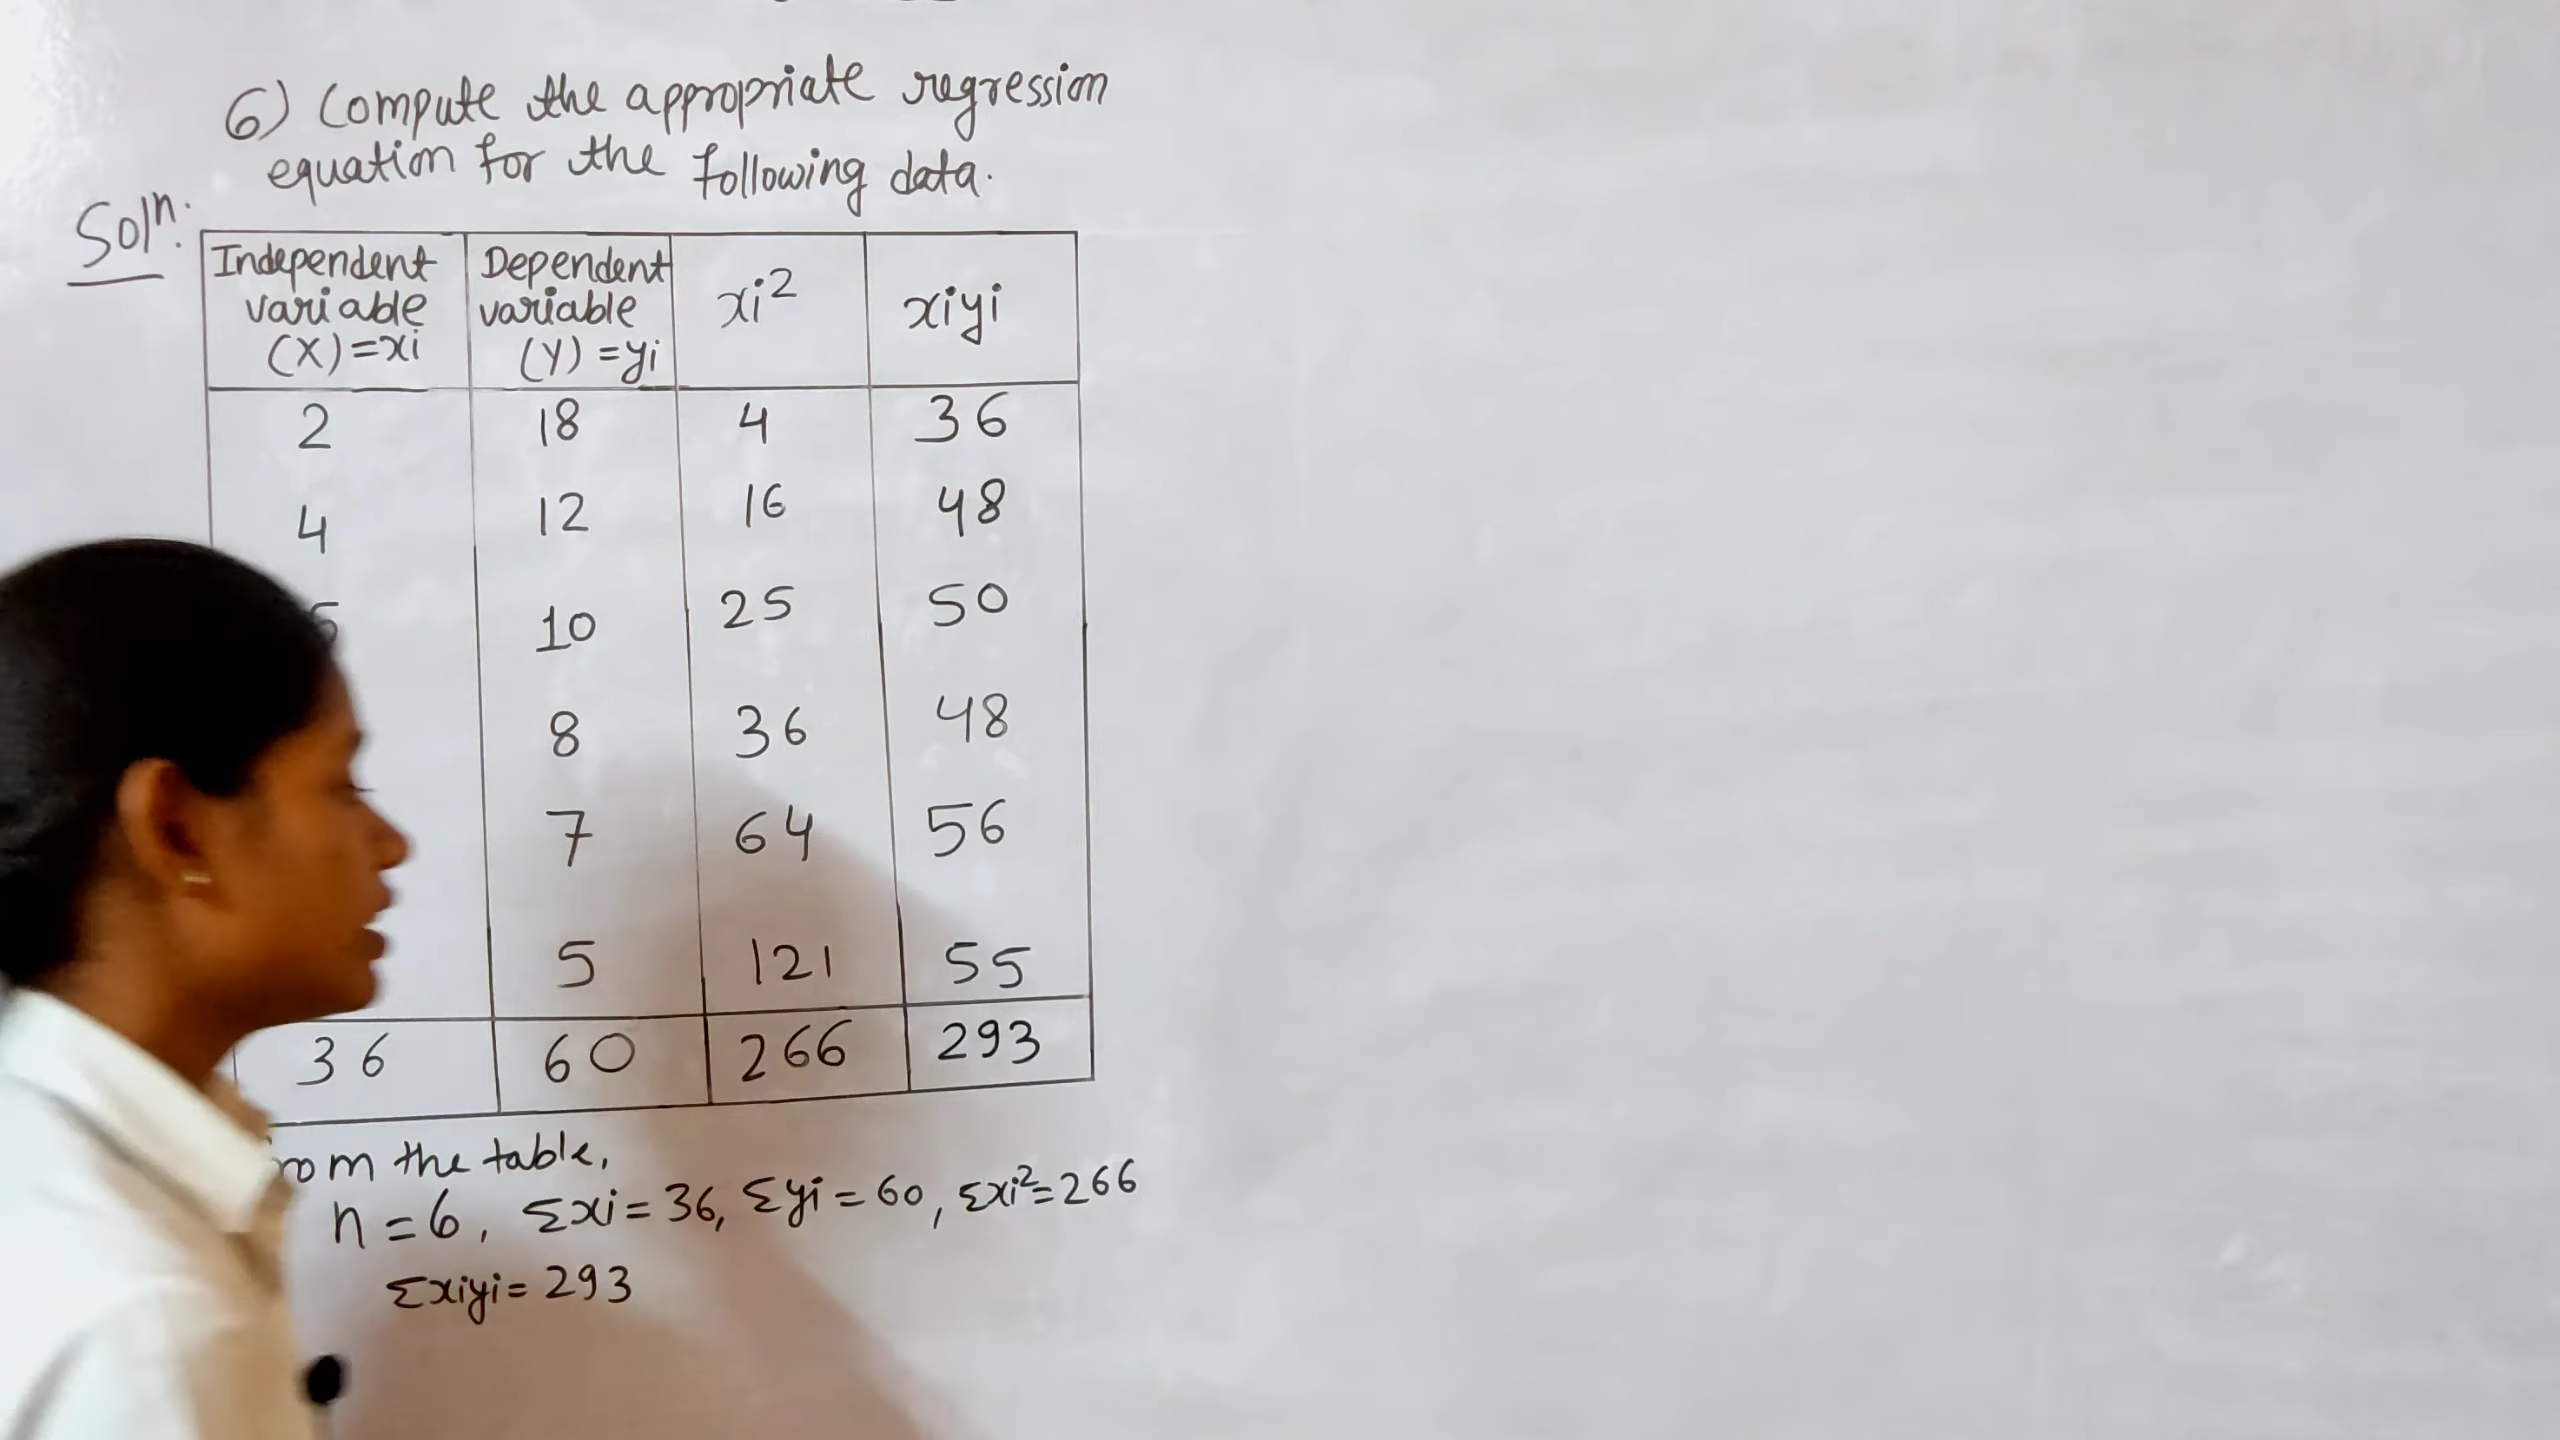 6) Compute the appropriate regression
equation for the following data.
Soln:
Independent variable (X)=xi | Dependent variable (Y)=yi | xi² | xiyi
2 | 18 | 4 | 36
4 | 12 | 16 | 48
5 | 10 | 25 | 50
8 | 36 | 48
7 | 64 | 56
5 | 121 | 55
36 | 60 | 266 | 293
the table,
n = 6, Σxi = 36, Σyi = 60, Σxi² = 266
Σxiyi = 293